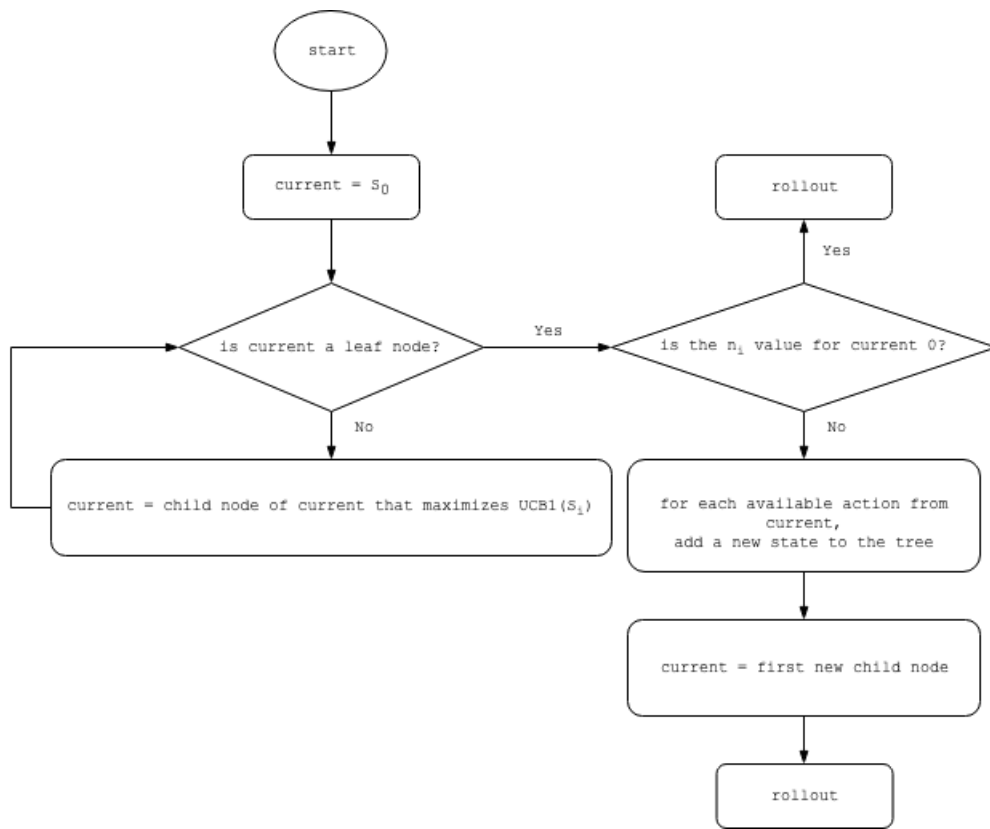 start
current = S₀
rollout
Yes
is current a leaf node?
Yes
is the nᵢ value for current 0?
No
No
current = child node of current that maximizes UCB1(Sᵢ)
for each available action from
current,
add a new state to the tree
current = first new child node
rollout